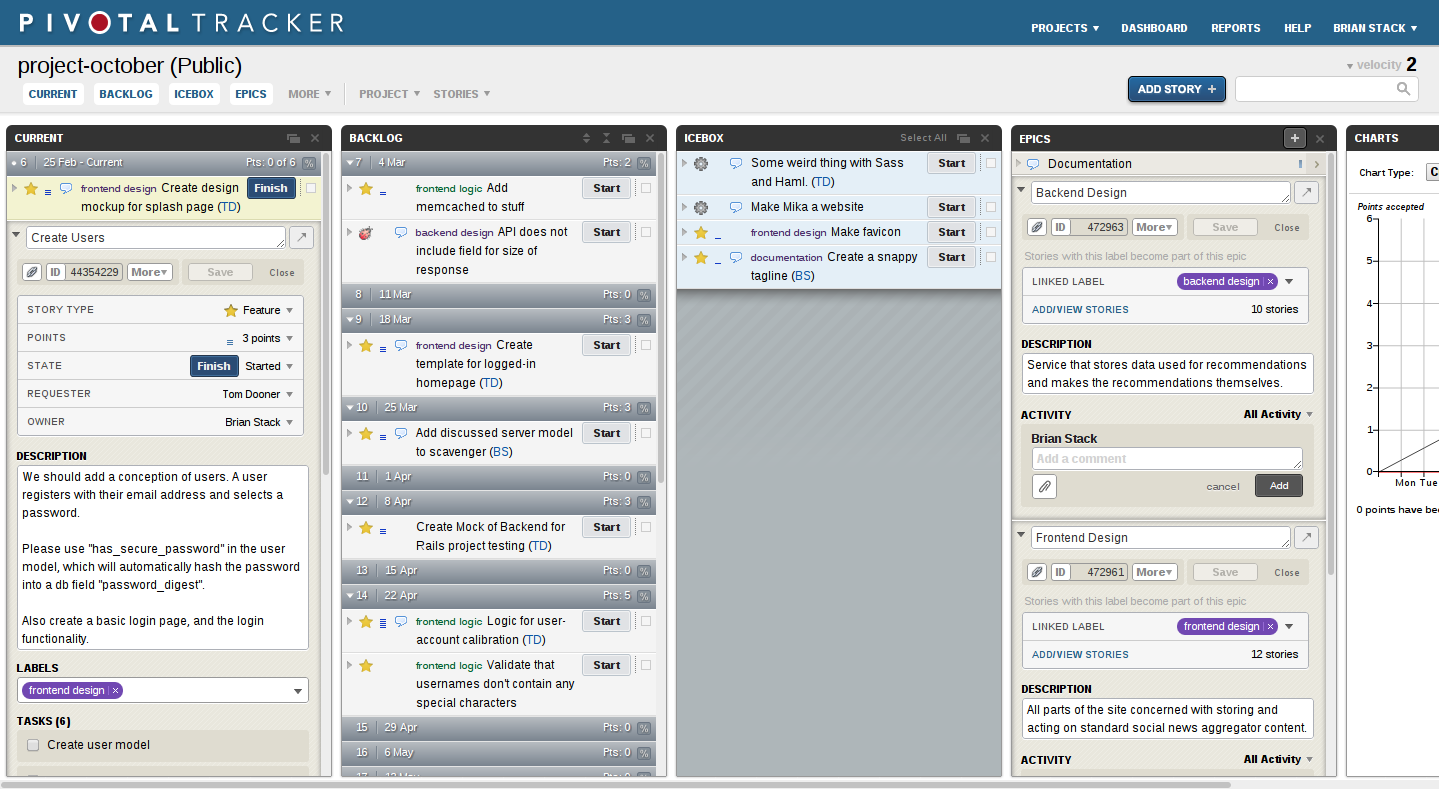 PIVOTAL TRACKER
PROJECTS DASHBOARD REPORTS HELP BRIAN STACK
project-october (Public)
velocity 2
CURRENT BACKLOG ICEBOX EPICS MORE PROJECT STORIES
ADD STORY +
CURRENT
6 25 Feb - Current Pts: 0 of 6 %
frontend design Create design Finish
mockup for splash page (TD)
Create Users
ID 44354229 More Save Close
STORY TYPE Feature
POINTS 3 points
STATE Finish Started
REQUESTER Tom Dooner
OWNER Brian Stack
DESCRIPTION
We should add a conception of users. A user
registers with their email address and selects a
password.
Please use "has_secure_password" in the user
model, which will automatically hash the password
into a db field "password_digest".
Also create a basic login page, and the login
functionality.
LABELS
frontend design ×
TASKS (6)
Create user model
BACKLOG
7 4 Mar Pts: 2 %
frontend logic Add Start
memcached to stuff
backend design API does not Start
include field for size of
response
8 11 Mar Pts: 0 %
9 18 Mar Pts: 3 %
frontend design Create Start
template for logged-in
homepage (TD)
10 25 Mar Pts: 3 %
Add discussed server model Start
to scavenger (BS)
11 1 Apr Pts: 0 %
12 8 Apr Pts: 3 %
Create Mock of Backend for Start
Rails project testing (TD)
13 15 Apr Pts: 0 %
14 22 Apr Pts: 5 %
frontend logic Logic for user- Start
account calibration (TD)
frontend logic Validate that Start
usernames don't contain any
special characters
15 29 Apr Pts: 0 %
16 6 May Pts: 0 %
ICEBOX Select All
Some weird thing with Sass Start
and Haml. (TD)
Make Mika a website Start
frontend design Make favicon Start
documentation Create a snappy Start
tagline (BS)
EPICS +
Documentation
Backend Design
ID 472963 More Save Close
Stories with this label become part of this epic
LINKED LABEL backend design ×
ADD/VIEW STORIES 10 stories
DESCRIPTION
Service that stores data used for recommendations
and makes the recommendations themselves.
ACTIVITY All Activity
Brian Stack
Add a comment
cancel Add
Frontend Design
ID 472961 More Save Close
Stories with this label become part of this epic
LINKED LABEL frontend design ×
ADD/VIEW STORIES 12 stories
DESCRIPTION
All parts of the site concerned with storing and
acting on standard social news aggregator content.
ACTIVITY All Activity
CHARTS
Chart Type: C
Points accepted
6
5
4
3
2
1
0
Mon Tue
0 points have bee